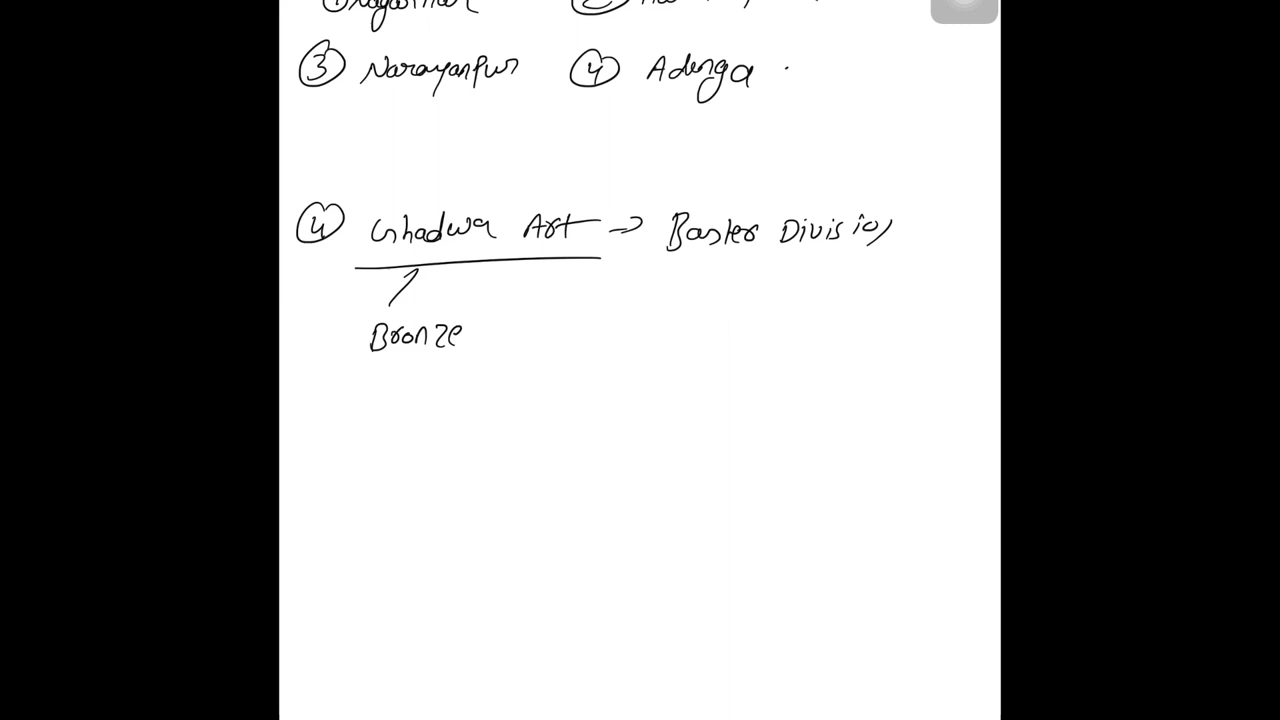 ③ Narayanpur ④ Adenga
④ Ghadwa Art → Baster Division
Bronze